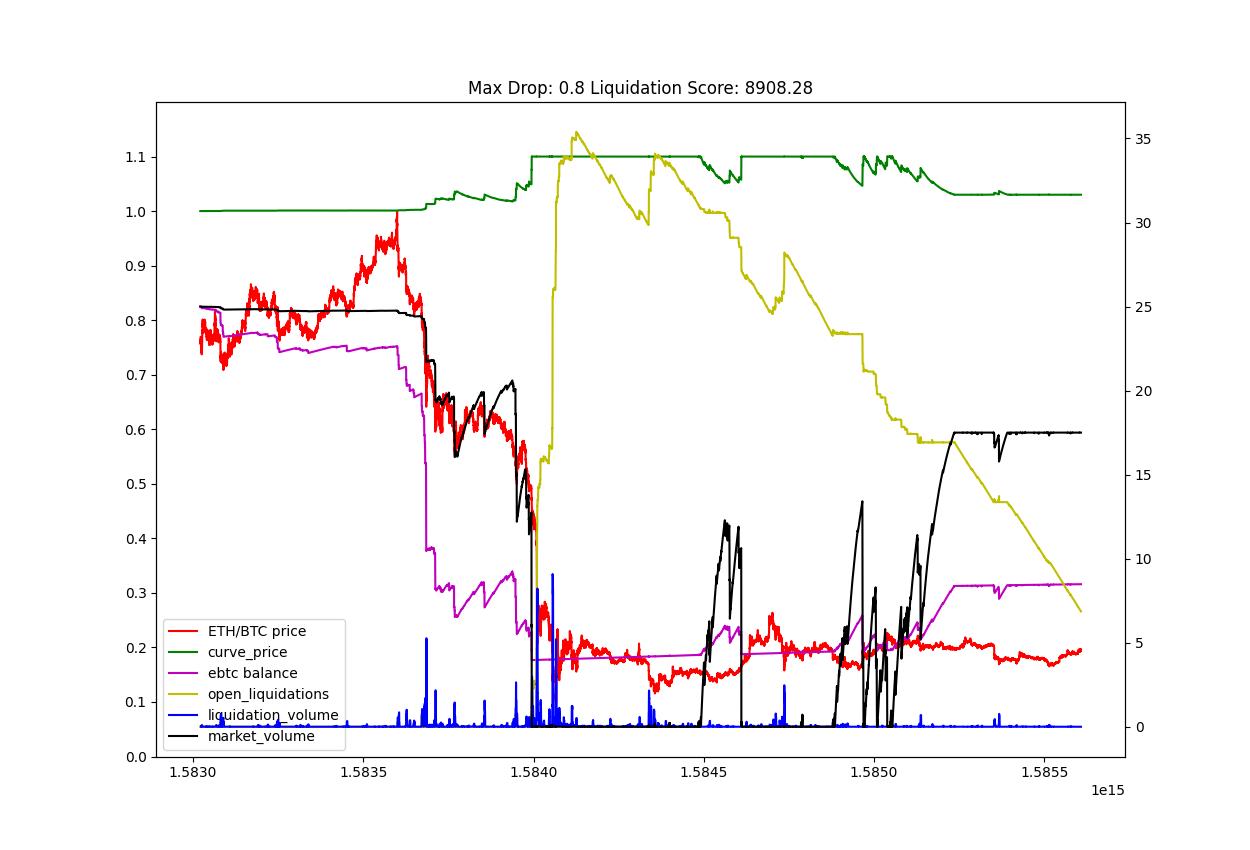 Max Drop: 0.8 Liquidation Score: 8908.28
1.1
1.0
0.9
0.8
0.7
0.6
0.5
0.4
0.3
0.2
0.1
0.0
35
30
25
20
15
10
5
0
ETH/BTC price
curve_price
ebtc balance
open_liquidations
liquidation_volume
market_volume
1.5830 1.5835 1.5840 1.5845 1.5850 1.5855
1e15